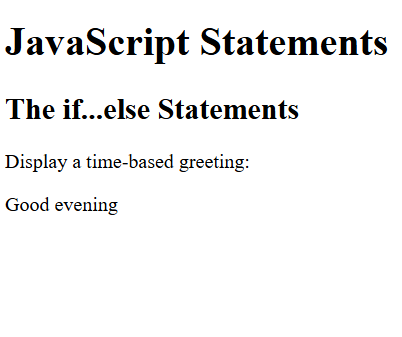 JavaScript Statements
The if...else Statements
Display a time-based greeting:
Good evening